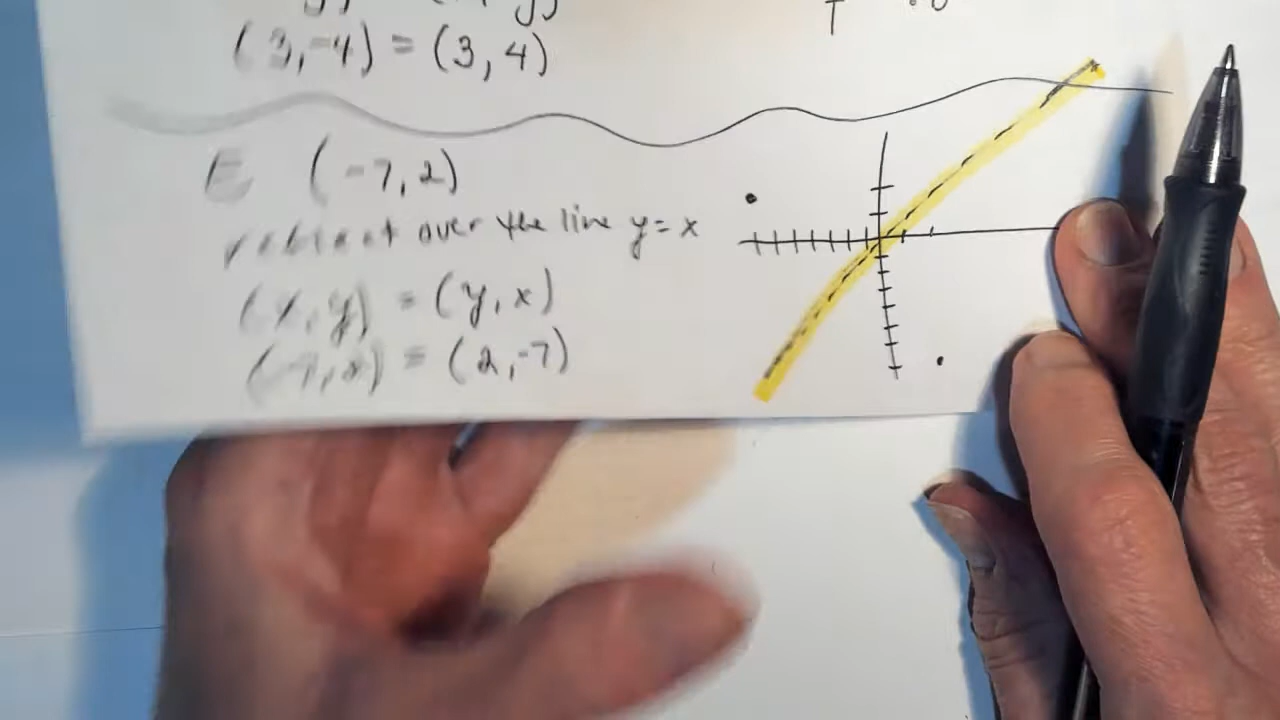 (3,-4) = (3,4)
E (-7,2)
reflect over the line y=x
(x,y) = (y,x)
(-7,2) = (2,-7)